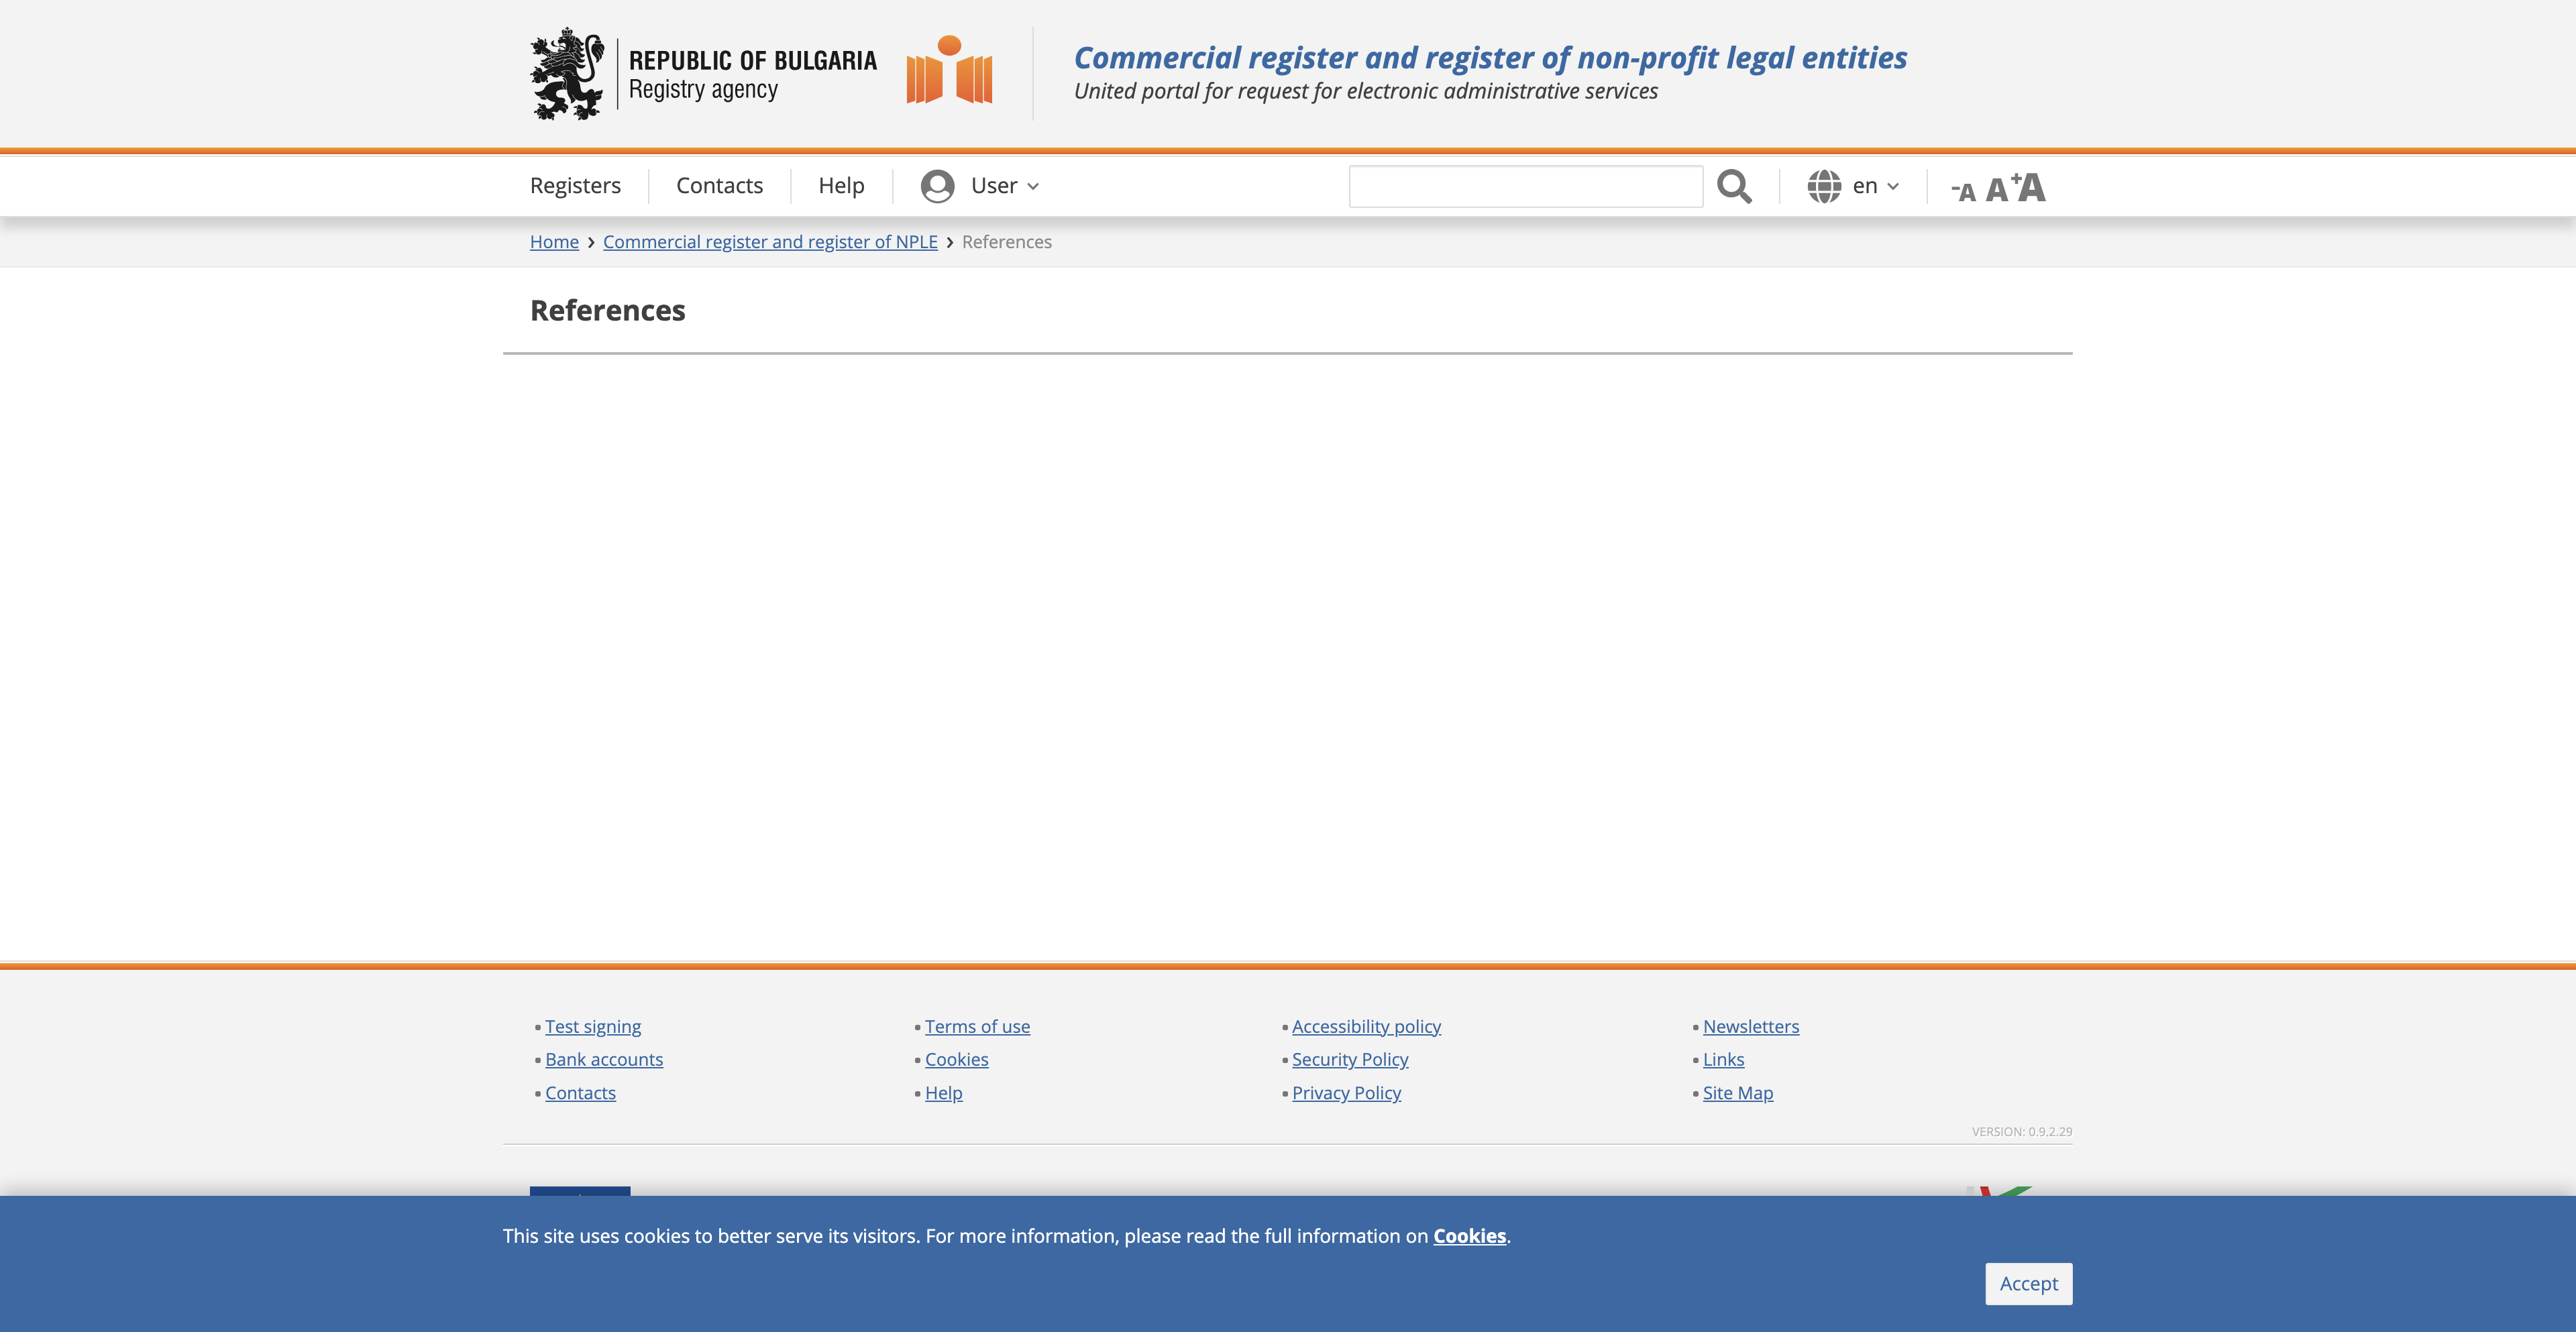 REPUBLIC OF BULGARIA
Registry agency
Commercial register and register of non-profit legal entities
United portal for request for electronic administrative services
Registers
Contacts
Help
User
en
-A A +A
Home › Commercial register and register of NPLE › References
References
Test signing
Bank accounts
Contacts
Terms of use
Cookies
Help
Accessibility policy
Security Policy
Privacy Policy
Newsletters
Links
Site Map
VERSION: 0.9.2.29
This site uses cookies to better serve its visitors. For more information, please read the full information on Cookies.
Accept